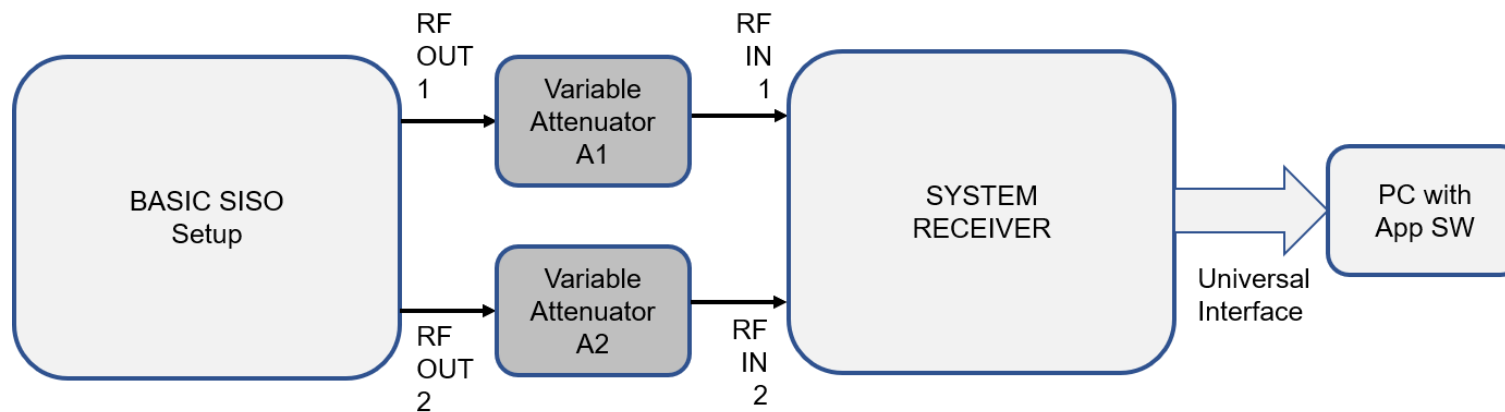 RF
OUT
1
RF
IN
1
Variable
Attenuator
A1
BASIC SISO
Setup
SYSTEM
RECEIVER
PC with
App SW
Variable
Attenuator
A2
Universal
Interface
RF
OUT
2
RF
IN
2